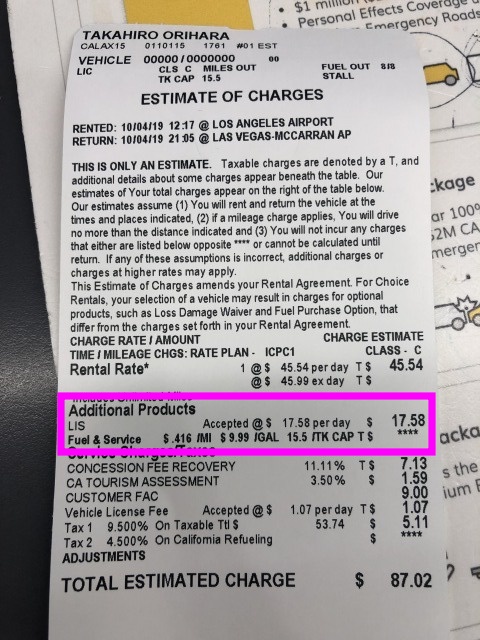 • $1 million
• Personal Effects Coverage
Emergency Roads
TAKAHIRO ORIHARA
CALAX15 0110115 1761 #01 EST
VEHICLE 00000/0000000 00
LIC CLS C MILES OUT FUEL OUT 8/8
TK CAP 15.5 STALL
ESTIMATE OF CHARGES
RENTED: 10/04/19 12:17 @ LOS ANGELES AIRPORT
RETURN: 10/04/19 21:05 @ LAS VEGAS-MCCARRAN AP
THIS IS ONLY AN ESTIMATE. Taxable charges are denoted by a T, and
additional details about some charges appear beneath the table. Our
estimates of Your total charges appear on the right of the table below.
Our estimates assume (1) You will rent and return the vehicle at the
times and places indicated, (2) if a mileage charge applies, You will drive
no more than the distance indicated and (3) You will not incur any charges
that either are listed below opposite **** or cannot be calculated until
return. If any of these assumptions is incorrect, additional charges or
charges at higher rates may apply.
This Estimate of Charges amends your Rental Agreement. For Choice
Rentals, your selection of a vehicle may result in charges for optional
products, such as Loss Damage Waiver and Fuel Purchase Option, that
differ from the charges set forth in your Rental Agreement.
CHARGE RATE / AMOUNT CHARGE ESTIMATE
TIME / MILEAGE CHGS: RATE PLAN - ICPC1 CLASS - C
Rental Rate* 1 @ $ 45.54 per day T $ 45.54
@ $ 45.99 ex day T $
Additional Products
LIS Accepted @ $ 17.58 per day $ 17.58
Fuel & Service $ .416 /MI $ 9.99 /GAL 15.5 /TK CAP T $ ****
Service Charges/Taxes
CONCESSION FEE RECOVERY 11.11% T $ 7.13
CA TOURISM ASSESSMENT 3.50% $ 1.59
CUSTOMER FAC 9.00
Vehicle License Fee Accepted @ $ 1.07 per day T $ 1.07
Tax 1 9.500% On Taxable Ttl $ 53.74 $ 5.11
Tax 2 4.500% On California Refueling $ ****
ADJUSTMENTS
TOTAL ESTIMATED CHARGE $ 87.02